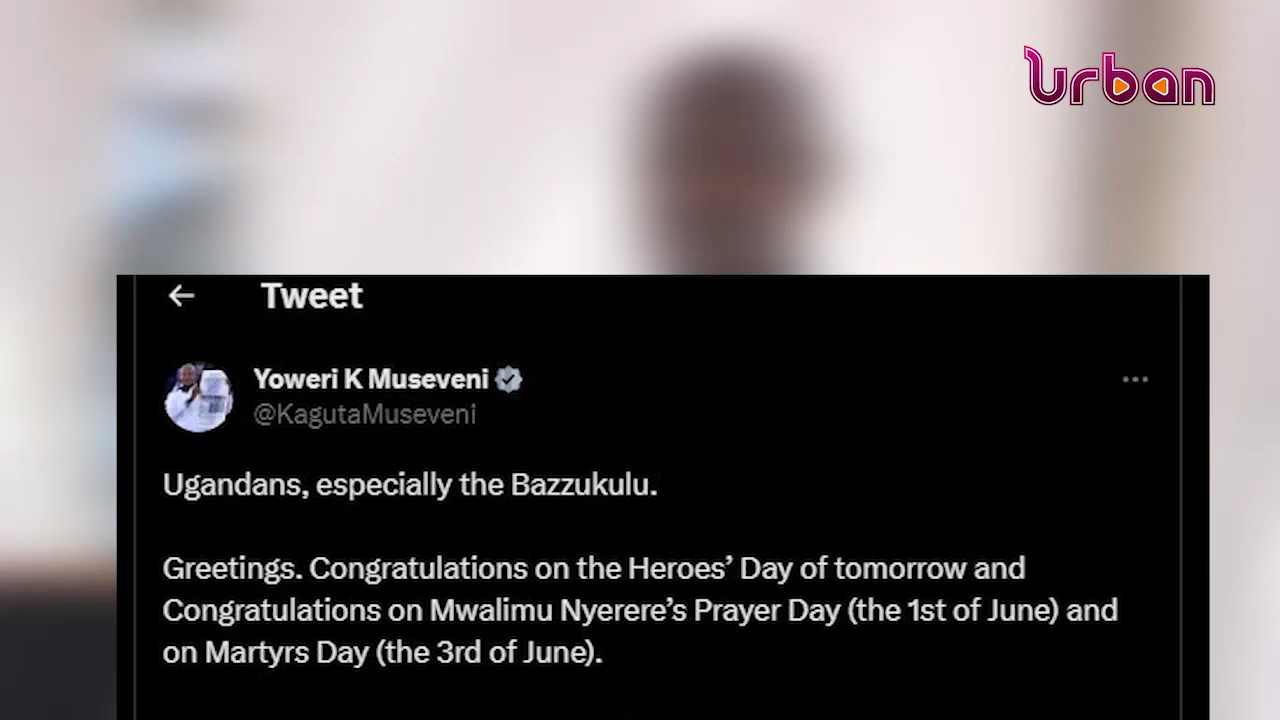 Urban
Tweet
Yoweri K Museveni
@KagutaMuseveni
Ugandans, especially the Bazzukulu.
Greetings. Congratulations on the Heroes’ Day of tomorrow and
Congratulations on Mwalimu Nyerere’s Prayer Day (the 1st of June) and
on Martyrs Day (the 3rd of June).